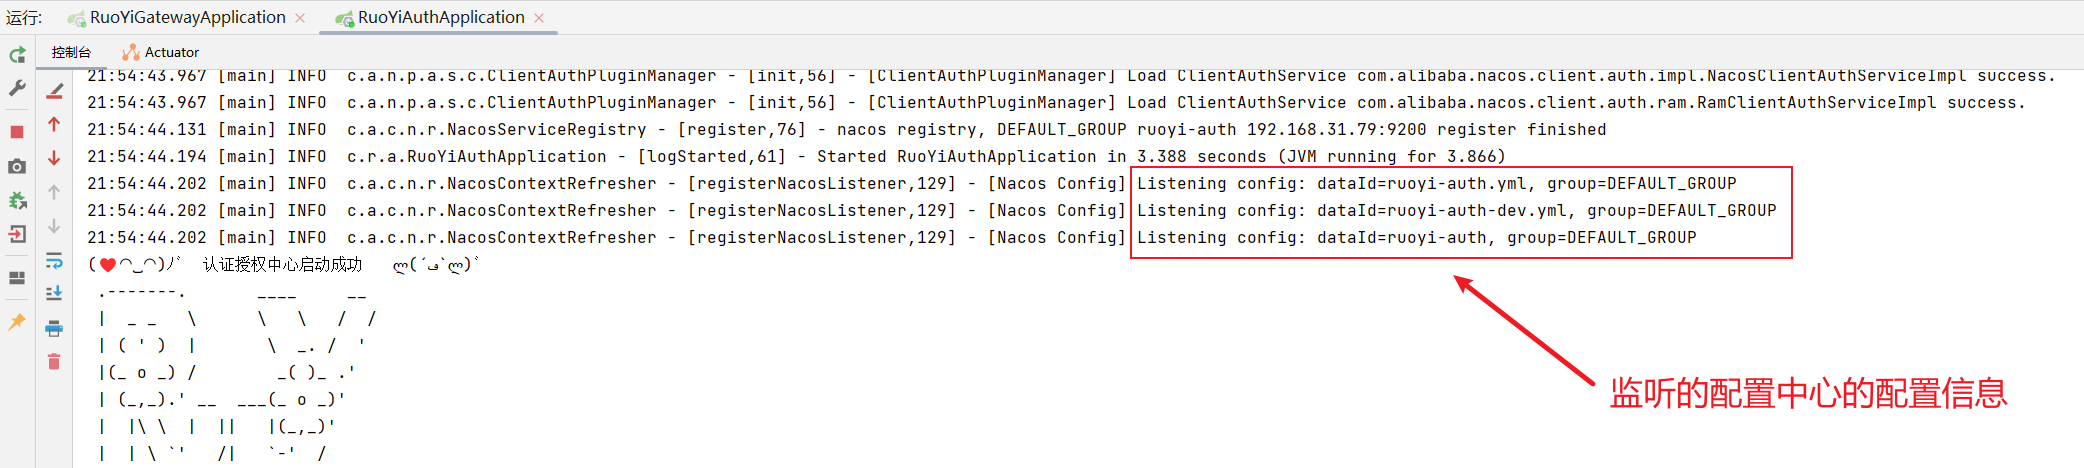 运行: RuoYiGatewayApplication × RuoYiAuthApplication ×
控制台 Actuator
21:54:43.967 [main] INFO  c.a.n.p.a.s.c.ClientAuthPluginManager - [init,56] - [ClientAuthPluginManager] Load ClientAuthService com.alibaba.nacos.client.auth.impl.NacosClientAuthServiceImpl success.
21:54:43.967 [main] INFO  c.a.n.p.a.s.c.ClientAuthPluginManager - [init,56] - [ClientAuthPluginManager] Load ClientAuthService com.alibaba.nacos.client.auth.ram.RamClientAuthServiceImpl success.
21:54:44.131 [main] INFO  c.a.c.n.r.NacosServiceRegistry - [register,76] - nacos registry, DEFAULT_GROUP ruoyi-auth 192.168.31.79:9200 register finished
21:54:44.194 [main] INFO  c.r.a.RuoYiAuthApplication - [logStarted,61] - Started RuoYiAuthApplication in 3.388 seconds (JVM running for 3.866)
21:54:44.202 [main] INFO  c.a.c.n.r.NacosContextRefresher - [registerNacosListener,129] - [Nacos Config] Listening config: dataId=ruoyi-auth.yml, group=DEFAULT_GROUP
21:54:44.202 [main] INFO  c.a.c.n.r.NacosContextRefresher - [registerNacosListener,129] - [Nacos Config] Listening config: dataId=ruoyi-auth-dev.yml, group=DEFAULT_GROUP
21:54:44.202 [main] INFO  c.a.c.n.r.NacosContextRefresher - [registerNacosListener,129] - [Nacos Config] Listening config: dataId=ruoyi-auth, group=DEFAULT_GROUP
(♥◠‿◠)ﾉﾞ  认证授权中心启动成功   ლ(´ڡ`ლ)ﾞ
 .-------.       ____     __
 |  _ _   \      \   \   /  /
 | ( ' )  |       \  _. /  '
 |(_ o _) /        _( )_ .'
 | (_,_).' __  ___(_ o _)'
 |  |\ \  |  ||   |(_,_)'
 |  | \ `'   /|   `-'  /
监听的配置中心的配置信息